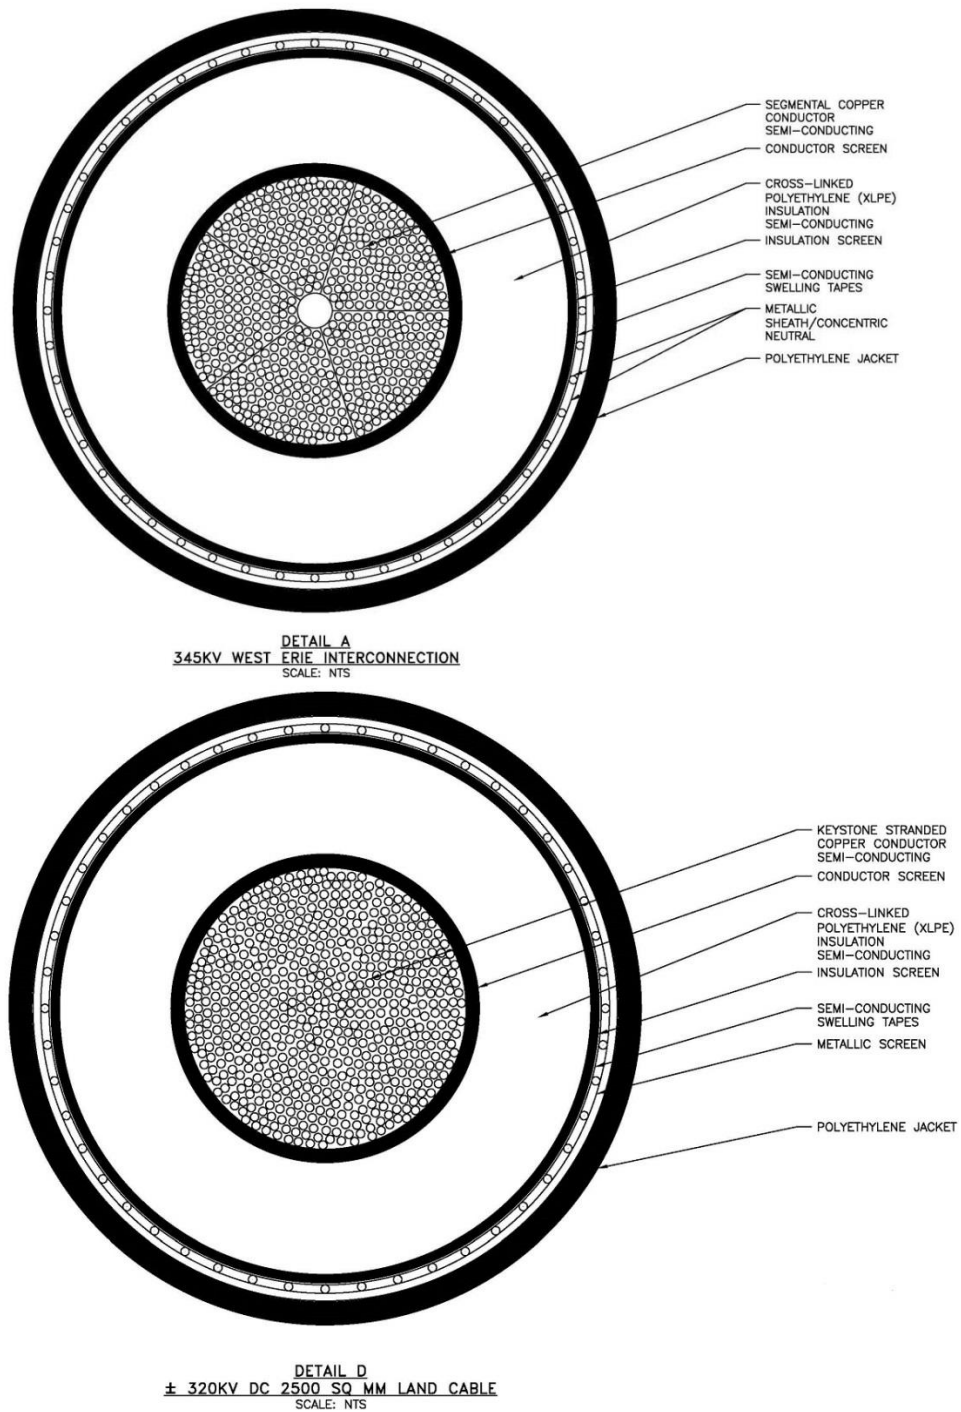 SEGMENTAL COPPER
CONDUCTOR
SEMI-CONDUCTING
CONDUCTOR SCREEN
CROSS-LINKED
POLYETHYLENE (XLPE)
INSULATION
SEMI-CONDUCTING
INSULATION SCREEN
SEMI-CONDUCTING
SWELLING TAPES
METALLIC
SHEATH/CONCENTRIC
NEUTRAL
POLYETHYLENE JACKET
DETAIL A
345KV WEST ERIE INTERCONNECTION
SCALE: NTS
KEYSTONE STRANDED
COPPER CONDUCTOR
SEMI-CONDUCTING
CONDUCTOR SCREEN
CROSS-LINKED
POLYETHYLENE (XLPE)
INSULATION
SEMI-CONDUCTING
INSULATION SCREEN
SEMI-CONDUCTING
SWELLING TAPES
METALLIC SCREEN
POLYETHYLENE JACKET
DETAIL D
± 320KV DC 2500 SQ MM LAND CABLE
SCALE: NTS